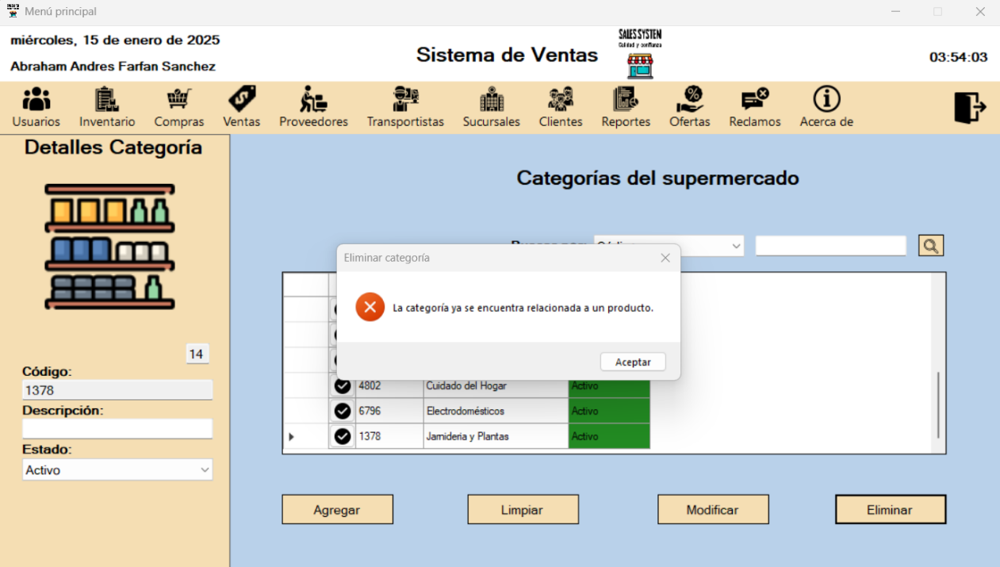 Menú principal
miércoles, 15 de enero de 2025
Abraham Andres Farfan Sanchez
Sistema de Ventas
SALES SYSTEM
Calidad y confianza
03:54:03
Usuarios
Inventario
Compras
Ventas
Proveedores
Transportistas
Sucursales
Clientes
Reportes
Ofertas
Reclamos
Acerca de
Detalles Categoría
14
Código:
1378
Descripción:
Estado:
Activo
Categorías del supermercado
Eliminar categoría
La categoría ya se encuentra relacionada a un producto.
Aceptar
4802 Cuidado del Hogar Activo
6796 Electrodomésticos Activo
1378 Jarnideria y Plantas Activo
Agregar
Limpiar
Modificar
Eliminar